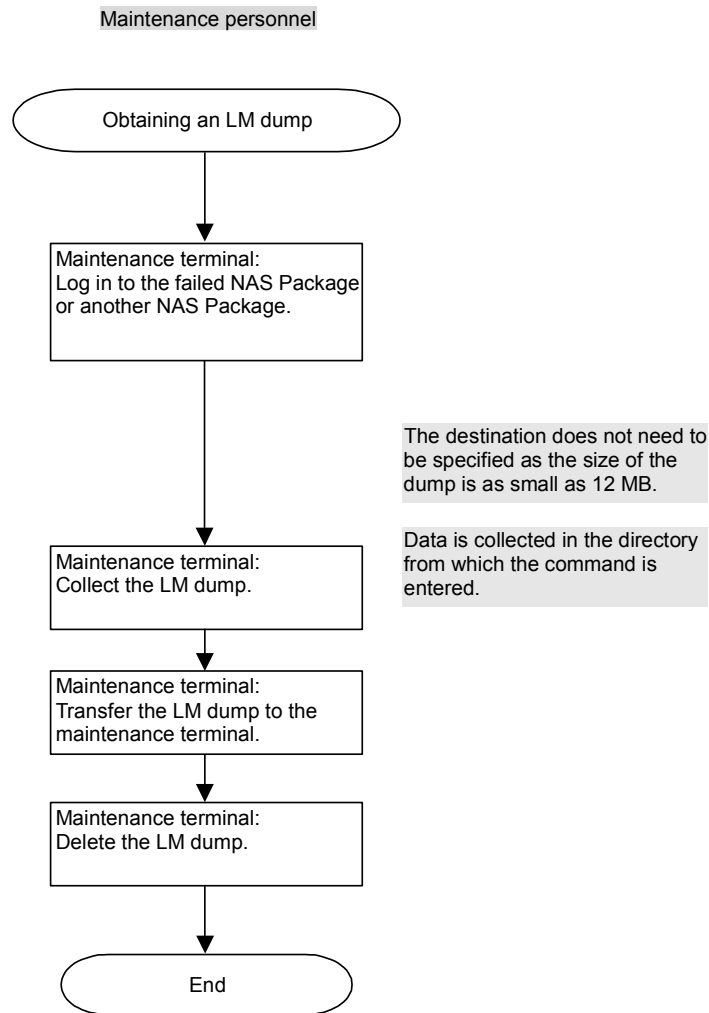 Maintenance personnel
Obtaining an LM dump
Maintenance terminal:
Log in to the failed NAS Package
or another NAS Package.
The destination does not need to
be specified as the size of the
dump is as small as 12 MB.
Data is collected in the directory
from which the command is
entered.
Maintenance terminal:
Collect the LM dump.
Maintenance terminal:
Transfer the LM dump to the
maintenance terminal.
Maintenance terminal:
Delete the LM dump.
End